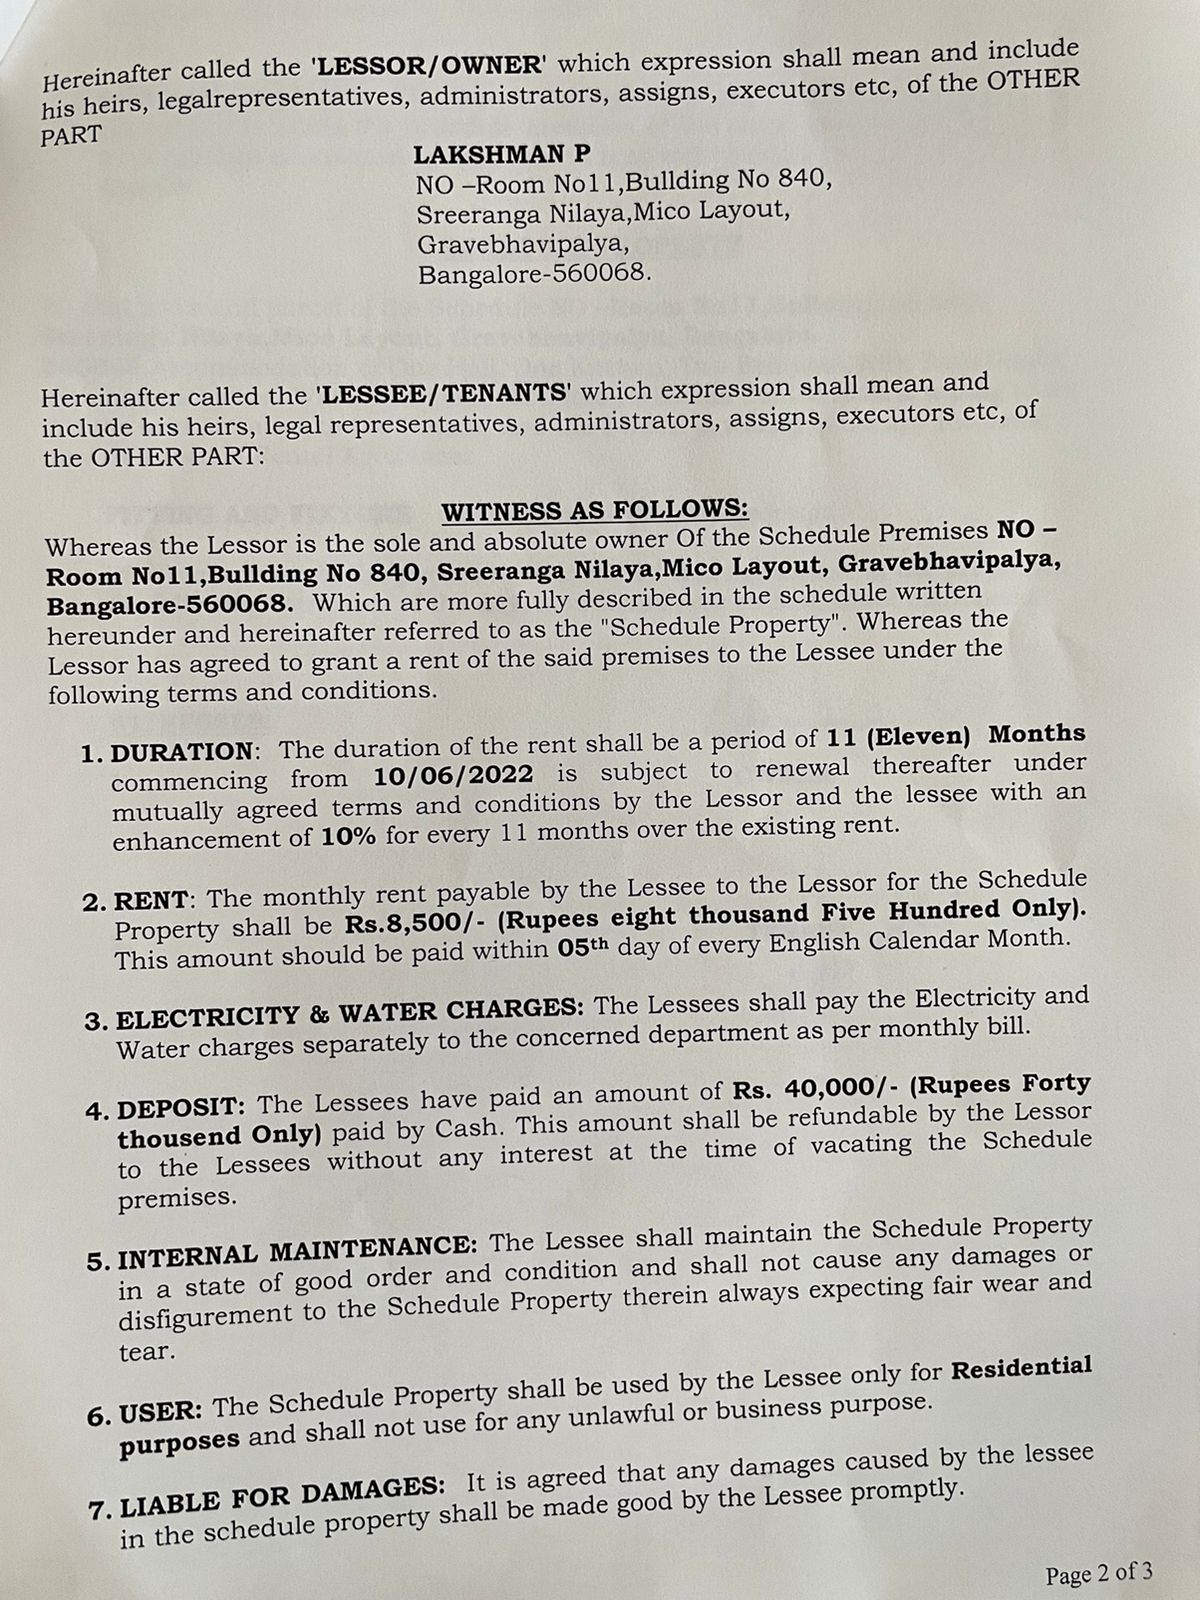 Hereinafter called the 'LESSOR/OWNER' which expression shall mean and include
his heirs, legalrepresentatives, administrators, assigns, executors etc, of the OTHER
PART
LAKSHMAN P
NO –Room No11,Bullding No 840,
Sreeranga Nilaya,Mico Layout,
Gravebhavipalya,
Bangalore-560068.
Hereinafter called the 'LESSEE/TENANTS' which expression shall mean and
include his heirs, legal representatives, administrators, assigns, executors etc, of
the OTHER PART:
WITNESS AS FOLLOWS:
Whereas the Lessor is the sole and absolute owner Of the Schedule Premises NO –
Room No11,Bullding No 840, Sreeranga Nilaya,Mico Layout, Gravebhavipalya,
Bangalore-560068. Which are more fully described in the schedule written
hereunder and hereinafter referred to as the "Schedule Property". Whereas the
Lessor has agreed to grant a rent of the said premises to the Lessee under the
following terms and conditions.
1. DURATION: The duration of the rent shall be a period of 11 (Eleven) Months
commencing from 10/06/2022 is subject to renewal thereafter under
mutually agreed terms and conditions by the Lessor and the lessee with an
enhancement of 10% for every 11 months over the existing rent.
2. RENT: The monthly rent payable by the Lessee to the Lessor for the Schedule
Property shall be Rs.8,500/- (Rupees eight thousand Five Hundred Only).
This amount should be paid within 05th day of every English Calendar Month.
3. ELECTRICITY & WATER CHARGES: The Lessees shall pay the Electricity and
Water charges separately to the concerned department as per monthly bill.
4. DEPOSIT: The Lessees have paid an amount of Rs. 40,000/- (Rupees Forty
thousend Only) paid by Cash. This amount shall be refundable by the Lessor
to the Lessees without any interest at the time of vacating the Schedule
premises.
5. INTERNAL MAINTENANCE: The Lessee shall maintain the Schedule Property
in a state of good order and condition and shall not cause any damages or
disfigurement to the Schedule Property therein always expecting fair wear and
tear.
6. USER: The Schedule Property shall be used by the Lessee only for Residential
purposes and shall not use for any unlawful or business purpose.
7. LIABLE FOR DAMAGES: It is agreed that any damages caused by the lessee
in the schedule property shall be made good by the Lessee promptly.
Page 2 of 3